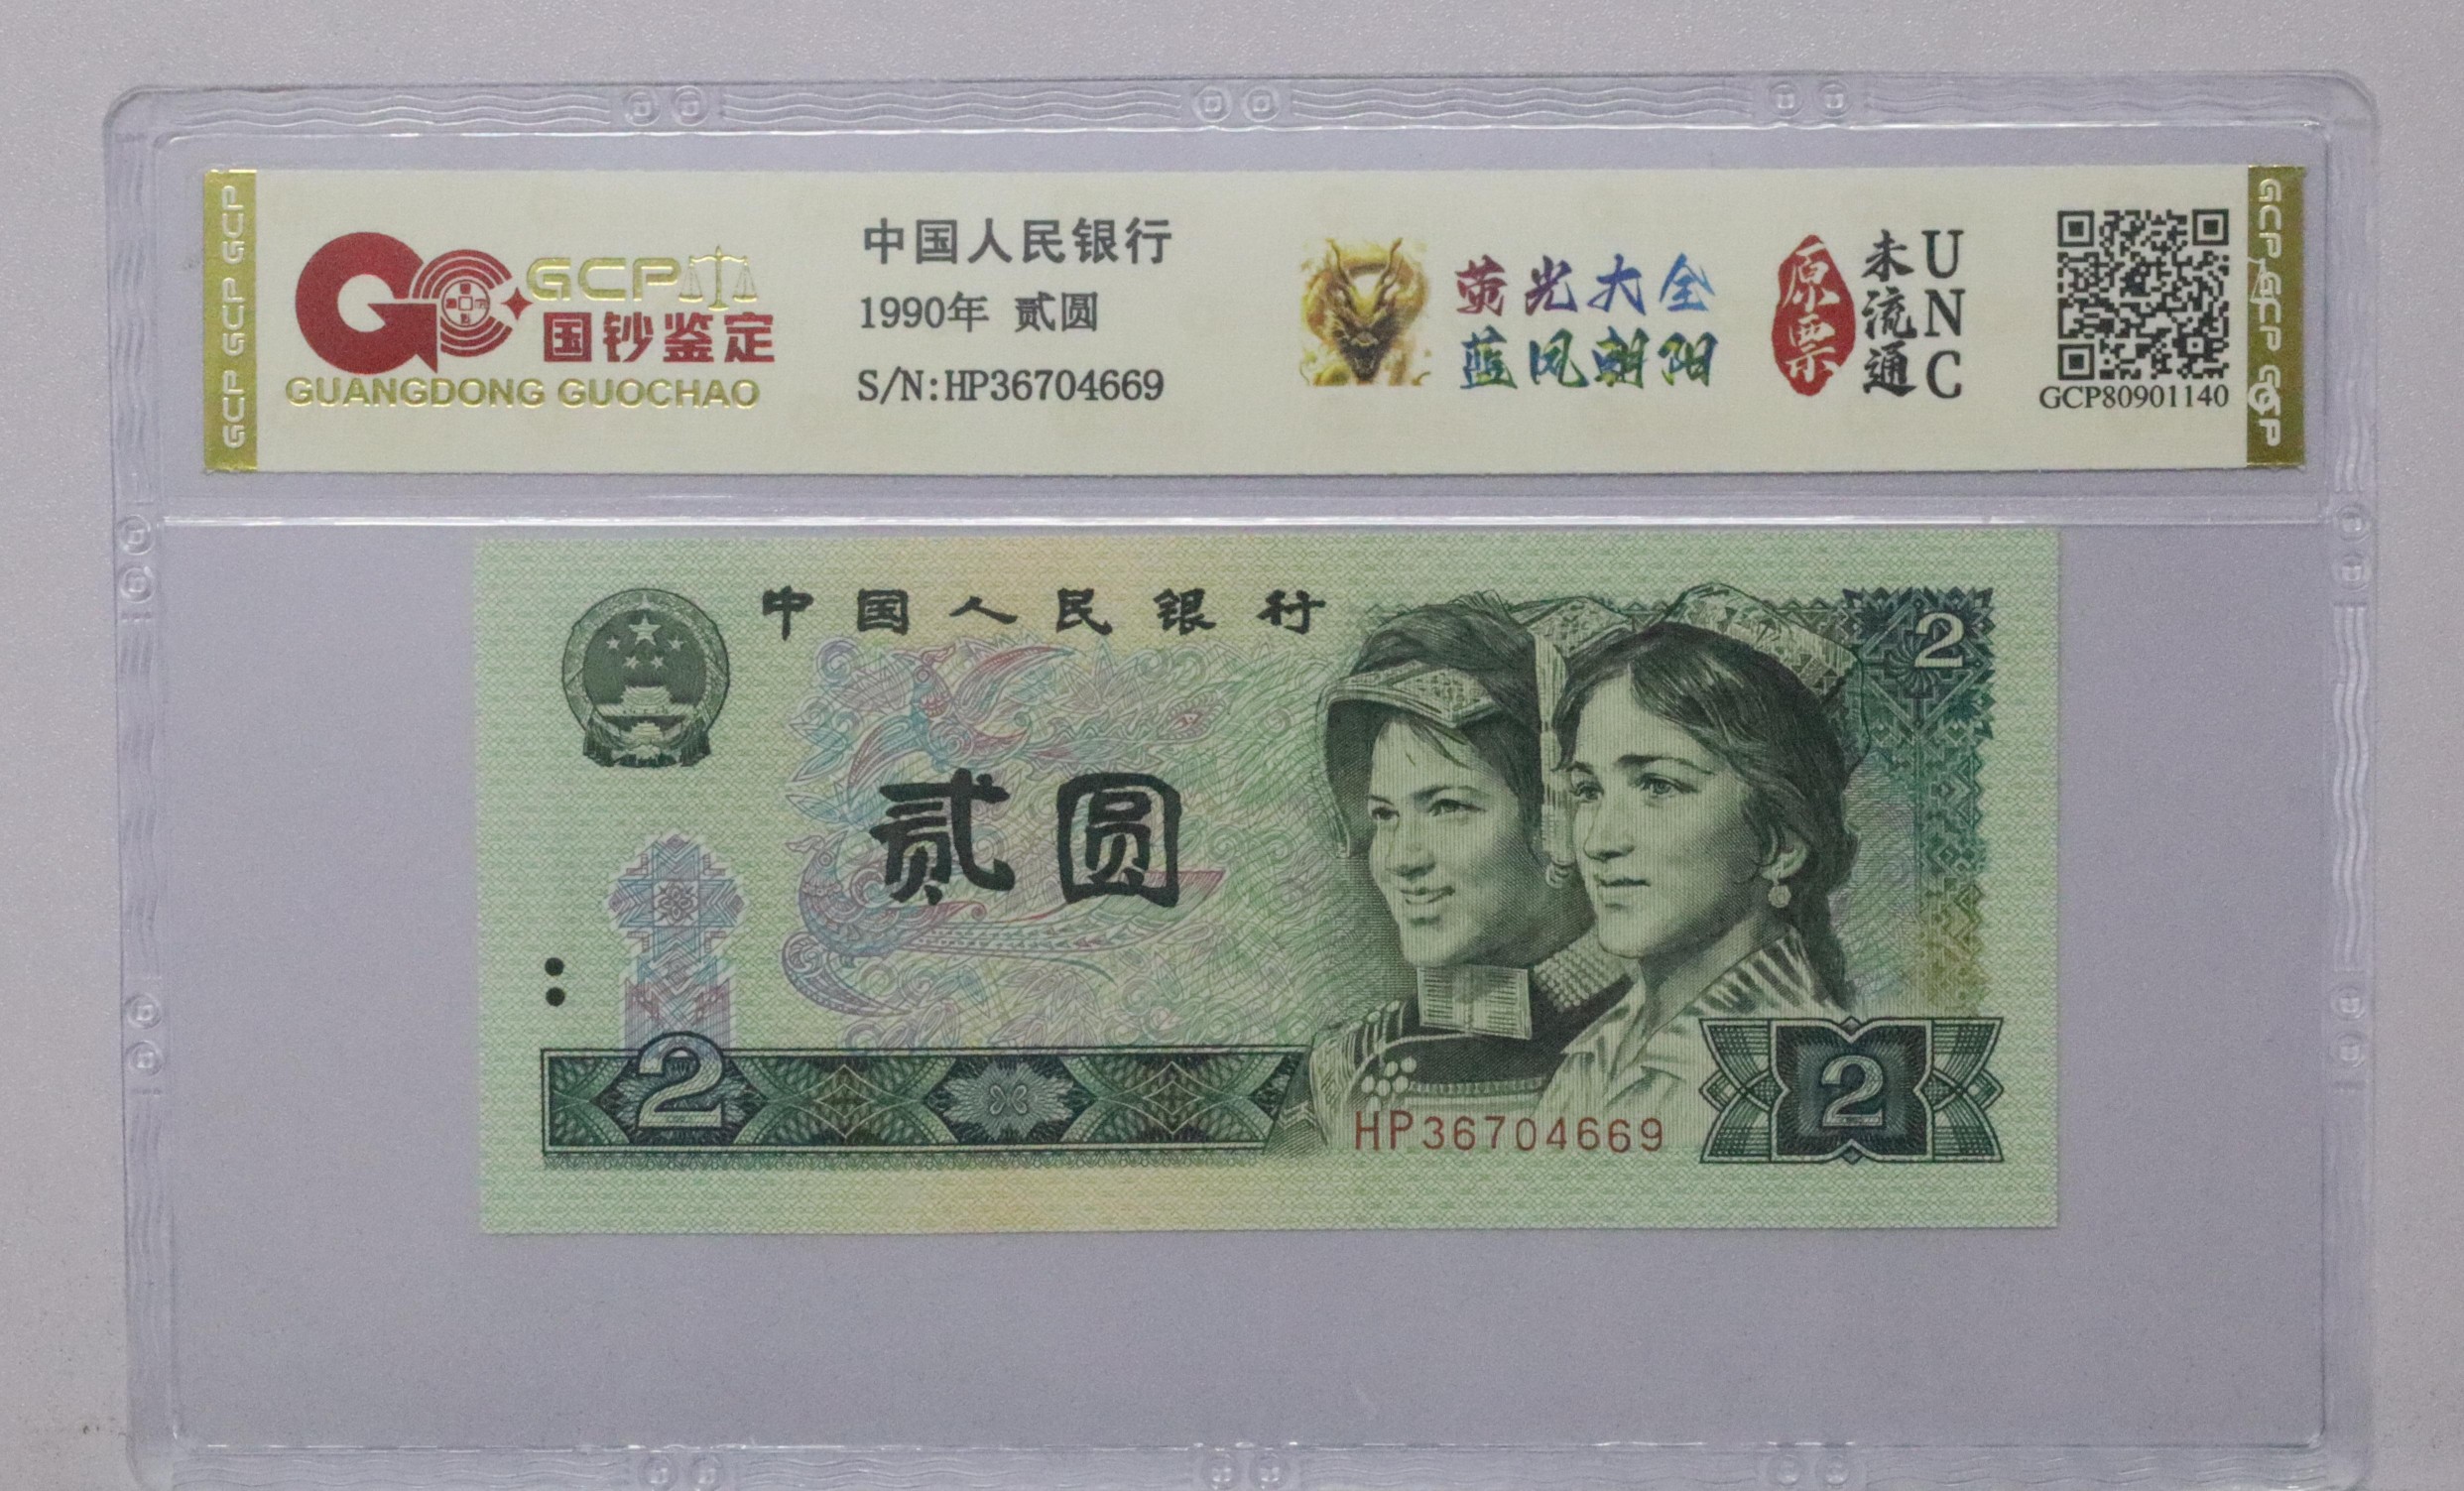 GCP GCP GCP
GCP
国钞鉴定
GUANGDONG GUOCHAO
中国人民银行
1990年 贰圆
S/N:HP36704669
荧光大全
蓝凤朝阳
原票
未流通
UNC
GCP80901140
GCP GCP GCP
中国人民银行
2
贰圆
2
HP36704669
2